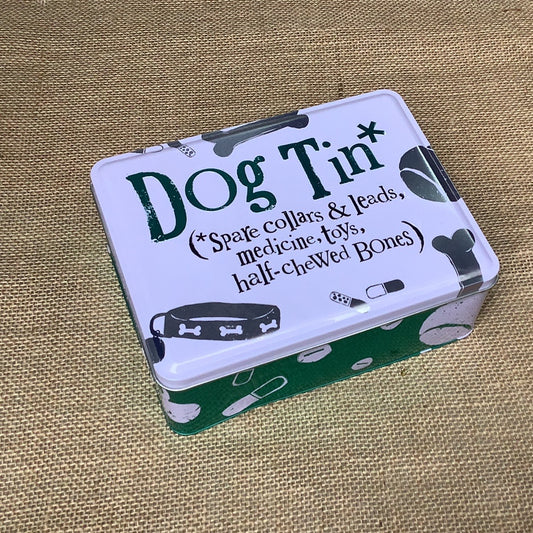 Dog Tin*
(*Spare collars & leads,
medicine, toys,
half-chewed Bones)